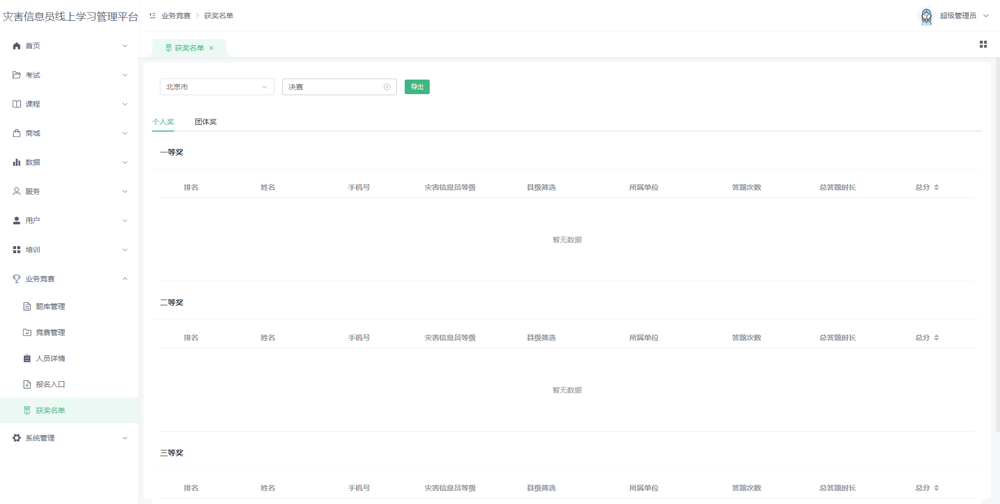 灾害信息员线上学习管理平台
业务竞赛
获奖名单
超级管理员
首页
考试
课程
商城
数据
服务
用户
培训
业务竞赛
题库管理
竞赛管理
人员详情
报名入口
获奖名单
系统管理
获奖名单
北京市
决赛
导出
个人奖 团体奖
一等奖
排名 姓名 手机号 灾害信息员等级 县级筛选 所属单位 答题次数 总答题时长 总分
暂无数据
二等奖
排名 姓名 手机号 灾害信息员等级 县级筛选 所属单位 答题次数 总答题时长 总分
暂无数据
三等奖
排名 姓名 手机号 灾害信息员等级 县级筛选 所属单位 答题次数 总答题时长 总分